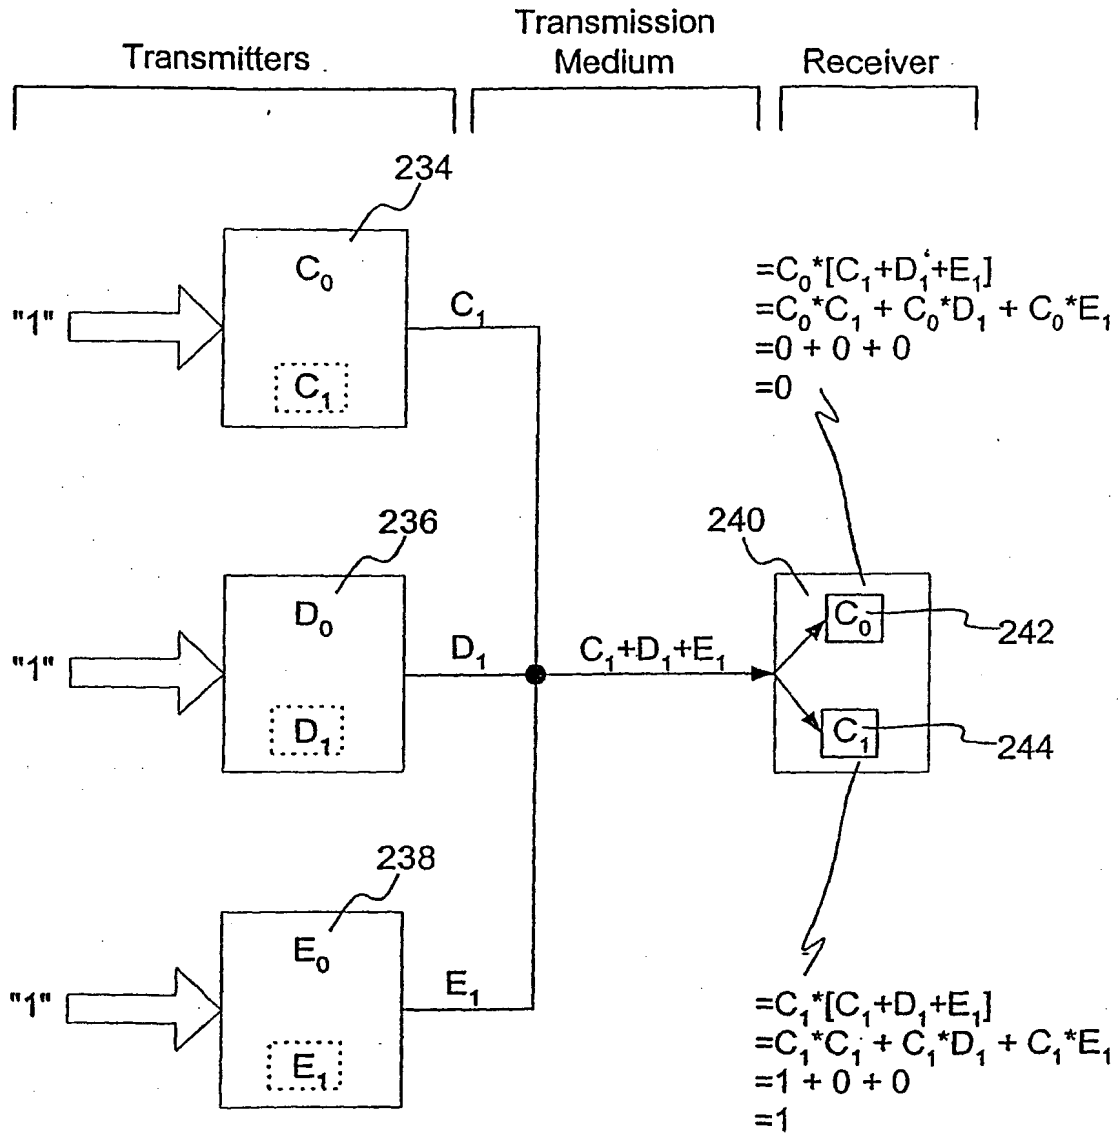 Transmitters
Transmission
Medium
Receiver
234
C₀
"1"
C₁
C₁
=C₀*[C₁+D₁+E₁]
=C₀*C₁ + C₀*D₁ + C₀*E₁
=0 + 0 + 0
=0
236
D₀
"1"
D₁
D₁
C₁+D₁+E₁
240
C₀
242
C₁
244
238
E₀
"1"
E₁
E₁
=C₁*[C₁+D₁+E₁]
=C₁*C₁ + C₁*D₁ + C₁*E₁
=1 + 0 + 0
=1